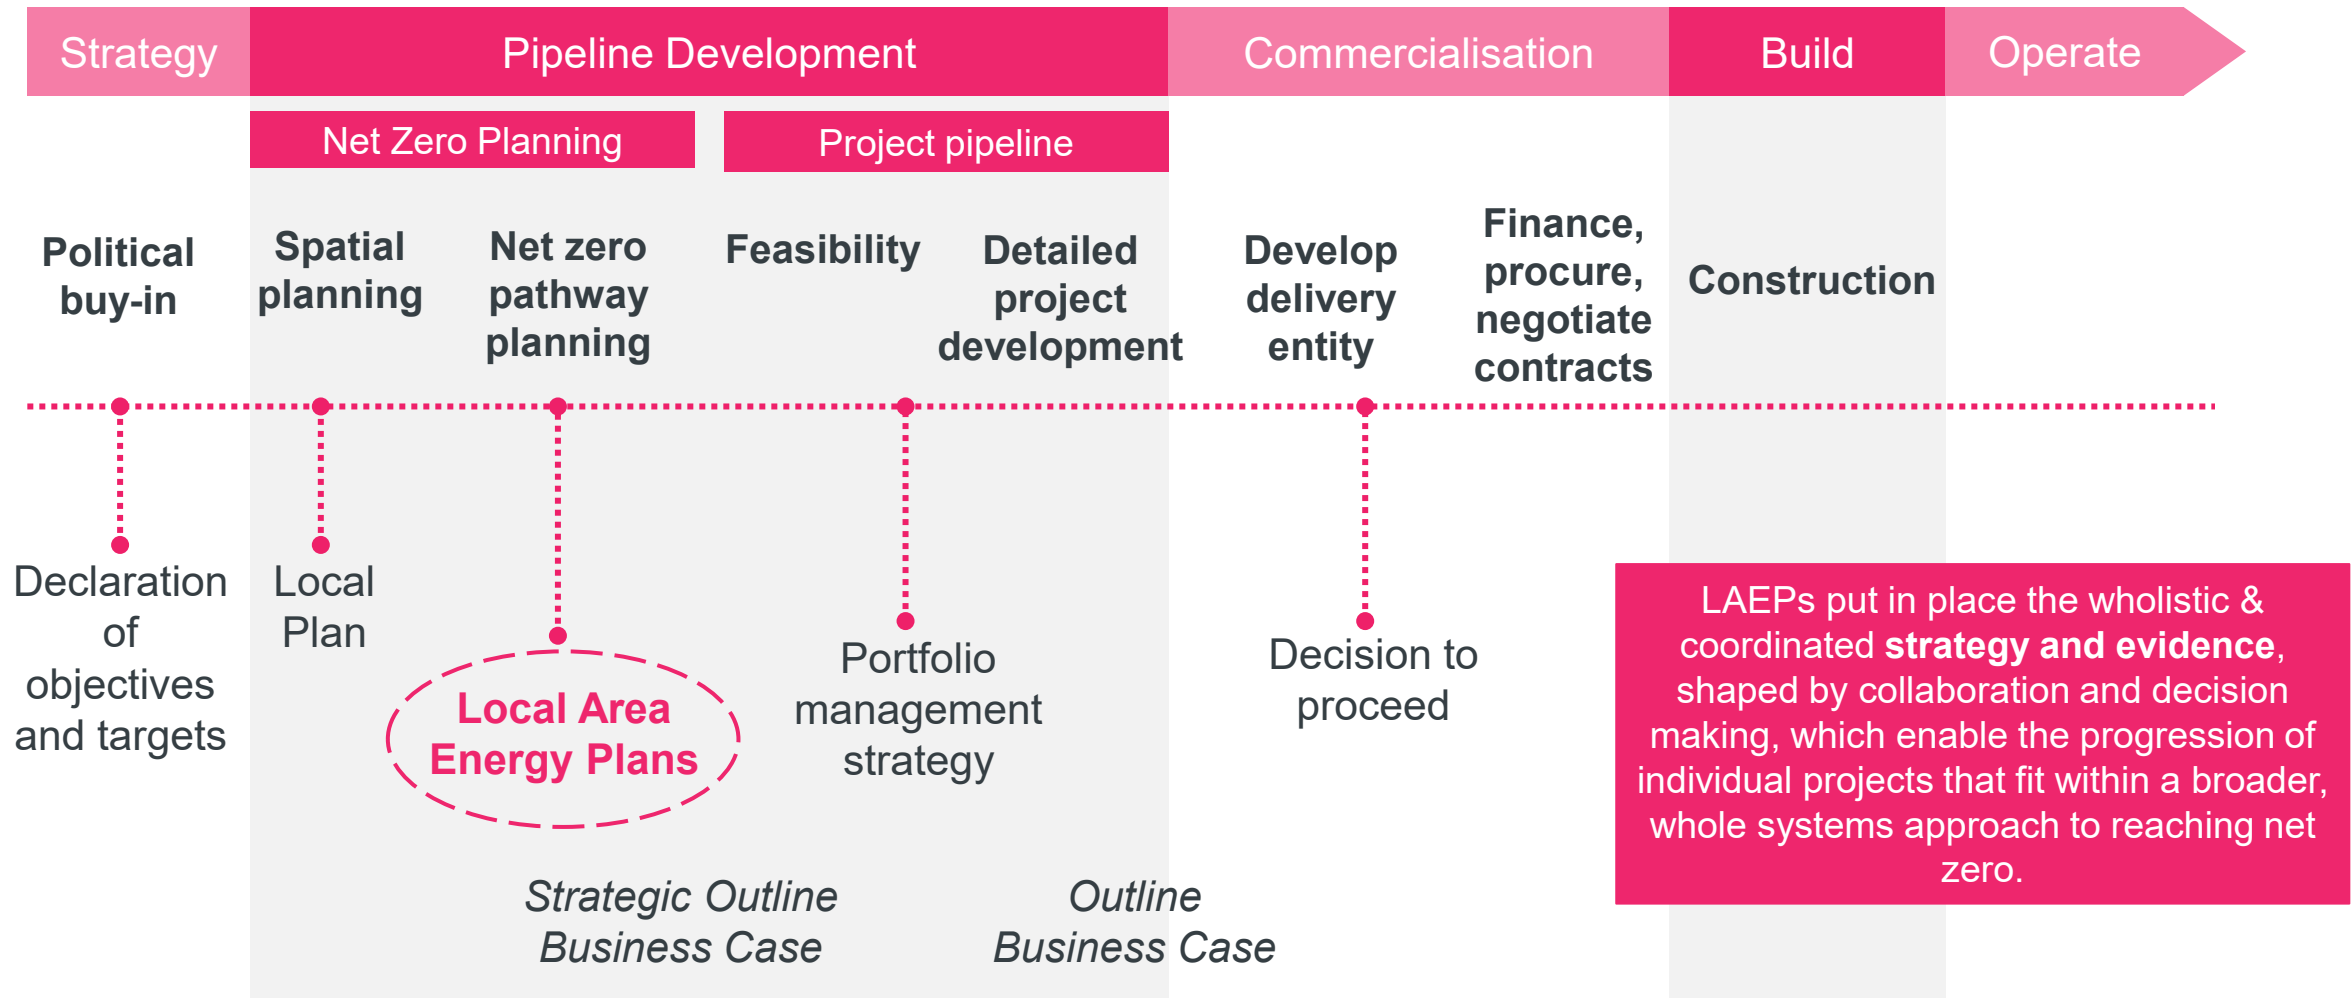 Strategy
Pipeline Development
Commercialisation
Build
Operate
Net Zero Planning
Project pipeline
Political
buy-in
Spatial
planning
Net zero
pathway
planning
Feasibility
Detailed
project
development
Develop
delivery
entity
Finance,
procure,
negotiate
contracts
Construction
Declaration
of
objectives
and targets
Local
Plan
Local Area
Energy Plans
Portfolio
management
strategy
Decision to
proceed
LAEPs put in place the wholistic &
coordinated strategy and evidence,
shaped by collaboration and decision
making, which enable the progression of
individual projects that fit within a broader,
whole systems approach to reaching net
zero.
Strategic Outline
Business Case
Outline
Business Case